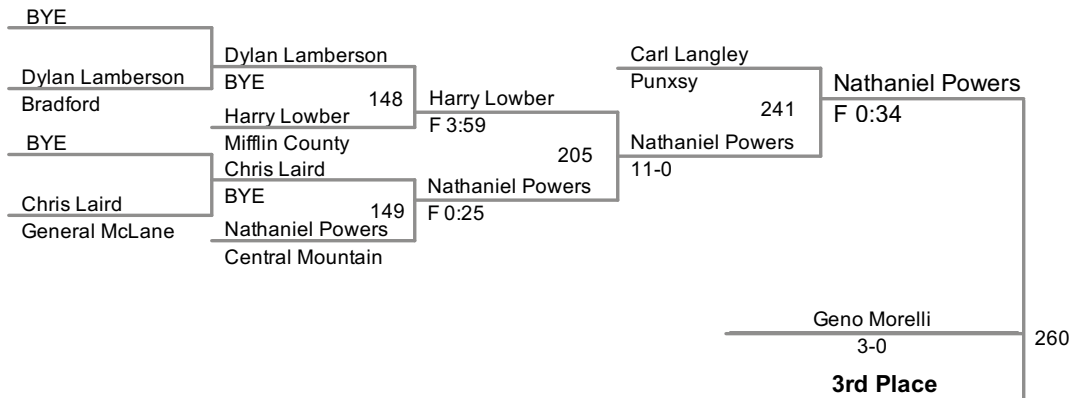 BYE
Dylan Lamberson
Bradford
BYE
Chris Laird
General McLane
Dylan Lamberson
BYE
148
Harry Lowber
Mifflin County
Chris Laird
BYE
149
Nathaniel Powers
Central Mountain
Harry Lowber
F 3:59
205
Nathaniel Powers
F 0:25
Carl Langley
Punxsy
241
Nathaniel Powers
11-0
Nathaniel Powers
F 0:34
Geno Morelli
3-0
260
3rd Place